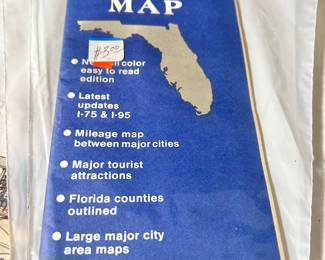 MAP
$3.00
color
easy to read
edition
Latest
updates
I-75 & I-95
Mileage map
between major cities
Major tourist
attractions
Florida counties
outlined
Large major city
area maps